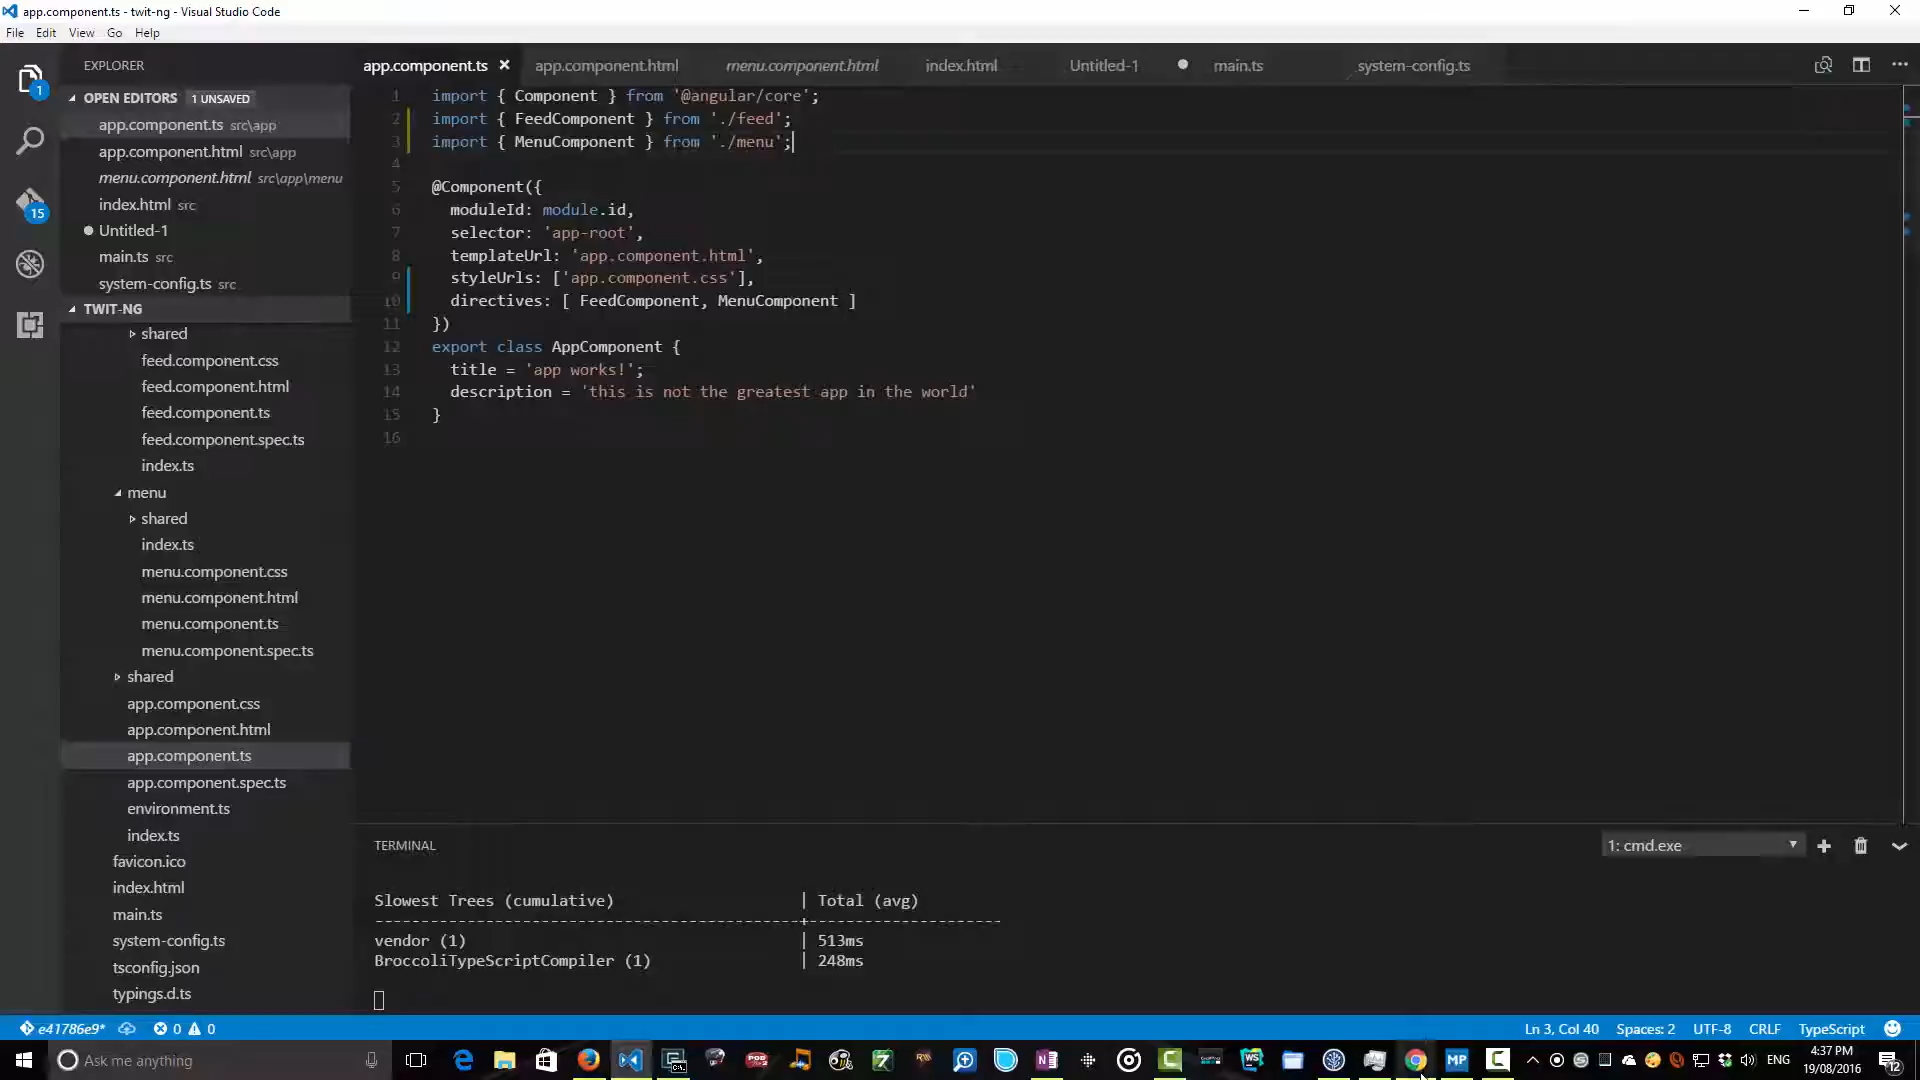 app.component.ts - twit-ng - Visual Studio Code
File Edit View Go Help
EXPLORER
app.component.ts app.component.html menu.component.html index.html Untitled-1 main.ts system-config.ts
OPEN EDITORS 1 UNSAVED
app.component.ts src\app
app.component.html src\app
menu.component.html src\app\menu
index.html src
Untitled-1
main.ts src
system-config.ts src
TWIT-NG
shared
feed.component.css
feed.component.html
feed.component.ts
feed.component.spec.ts
index.ts
menu
shared
index.ts
menu.component.css
menu.component.html
menu.component.ts
menu.component.spec.ts
shared
app.component.css
app.component.html
app.component.ts
app.component.spec.ts
environment.ts
index.ts
favicon.ico
index.html
main.ts
system-config.ts
tsconfig.json
typings.d.ts
1
15
1 import { Component } from '@angular/core';
2 import { FeedComponent } from './feed';
3 import { MenuComponent } from './menu';
4
5 @Component({
6 moduleId: module.id,
7 selector: 'app-root',
8 templateUrl: 'app.component.html',
9 styleUrls: ['app.component.css'],
10 directives: [ FeedComponent, MenuComponent ]
11 })
12 export class AppComponent {
13 title = 'app works!';
14 description = 'this is not the greatest app in the world'
15 }
16
TERMINAL
1: cmd.exe
Slowest Trees (cumulative) | Total (avg)
----------------------------------------------+---------------------
vendor (1) | 513ms
BroccoliTypeScriptCompiler (1) | 248ms
e41786e9* 0 0 Ln 3, Col 40 Spaces: 2 UTF-8 CRLF TypeScript
Ask me anything
ENG
4:37 PM
19/08/2016
12